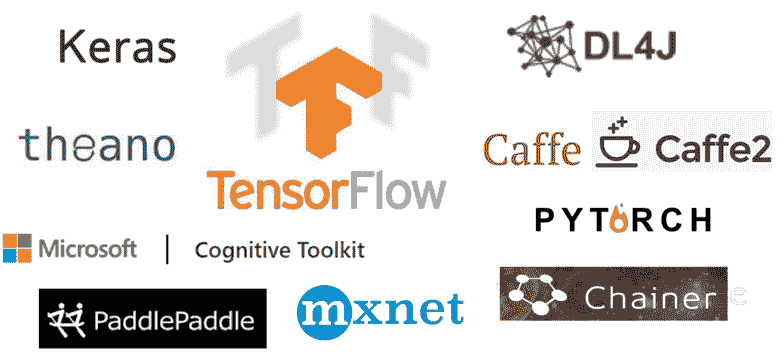 Keras
TensorFlow
DL4J
theano
Caffe
Caffe2
PYTORCH
Microsoft | Cognitive Toolkit
PaddlePaddle
mxnet
Chainer